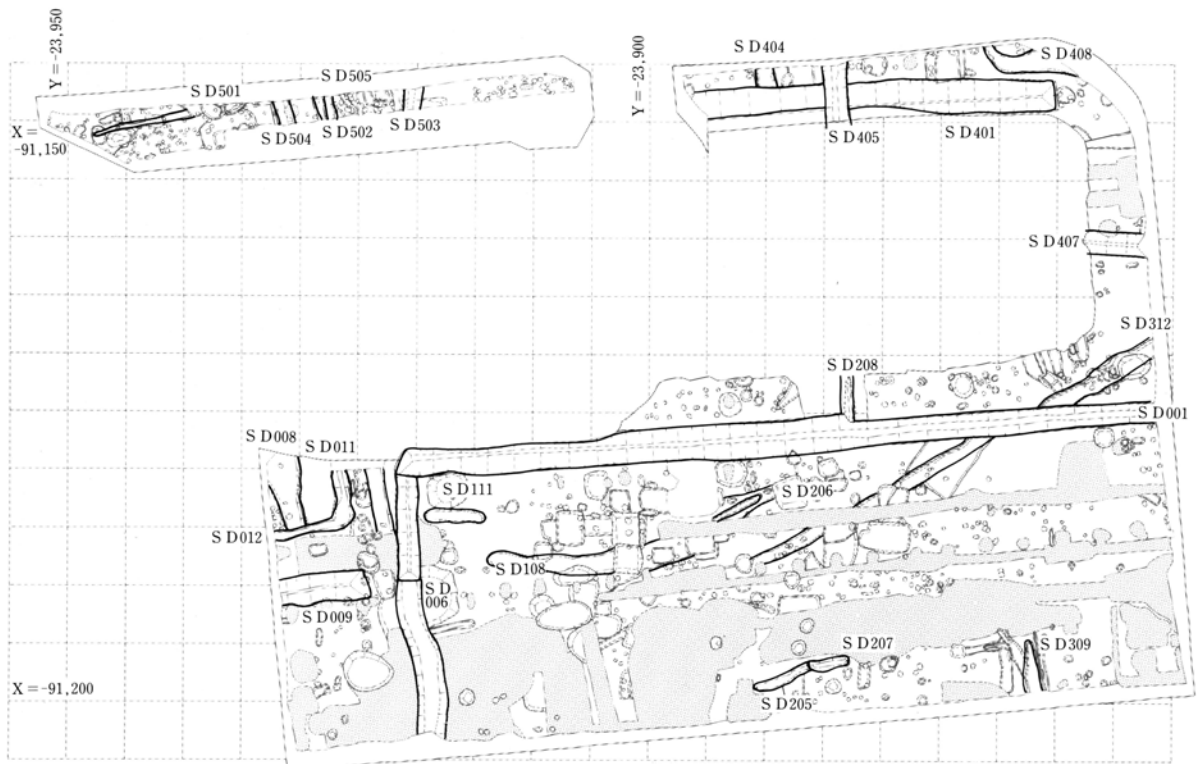 Y = -23,950
S D505
S D501
X =
-91,150
S D504
S D502
S D503
Y = -23,900
S D404
S D408
S D405
S D401
S D407
S D312
S D208
S D001
S D008
S D011
S D111
S D206
S D012
S D108
S D
006
S D009
S D207
S D309
X = -91,200
S D205